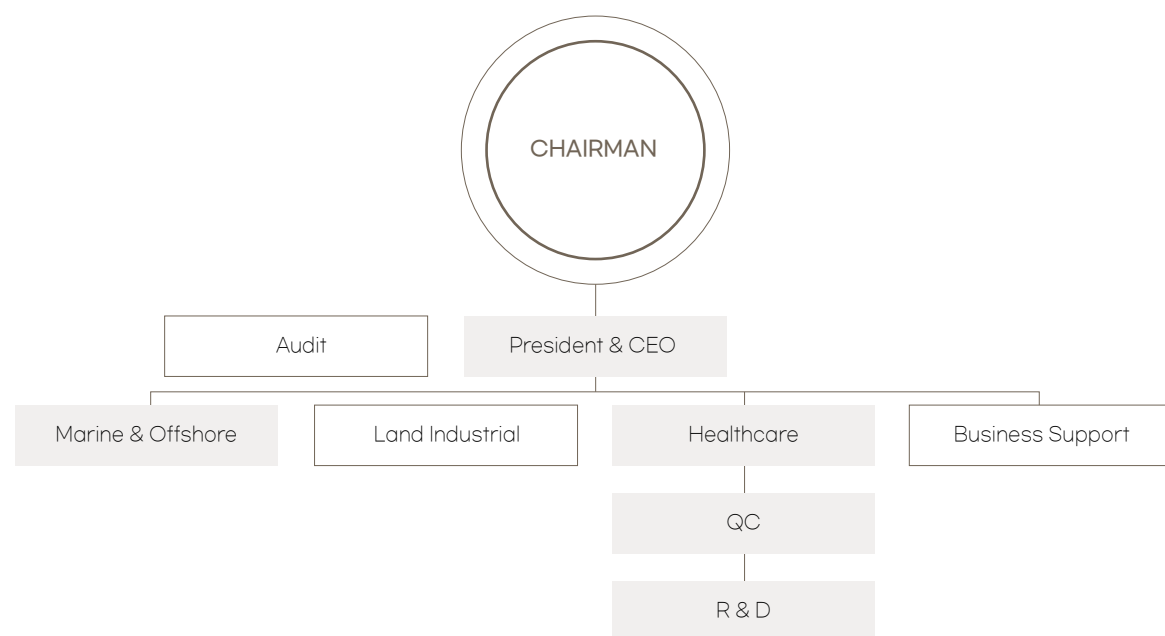 CHAIRMAN
Audit
President & CEO
Marine & Offshore
Land Industrial
Healthcare
Business Support
QC
R & D